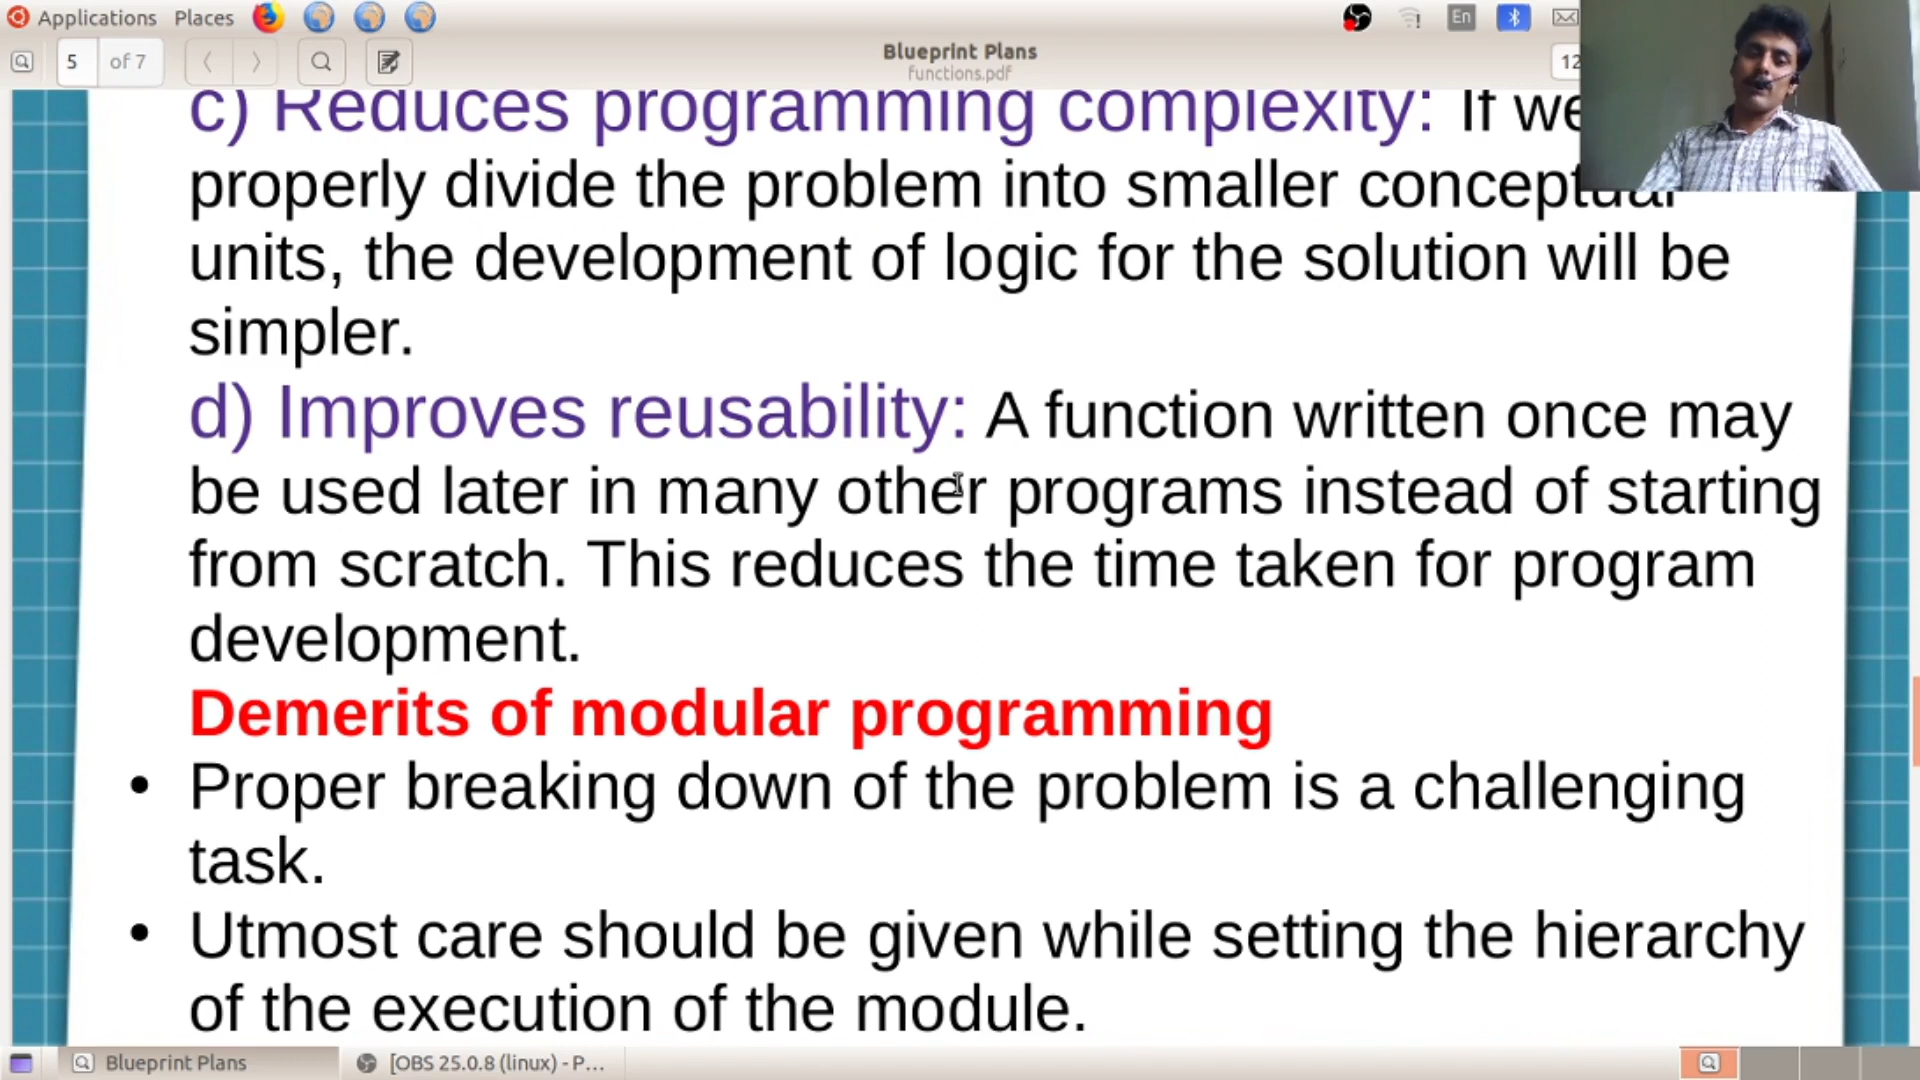 Applications Places En
5 of 7 Blueprint Plans 12
functions.pdf
c) Reduces programming complexity: If we
properly divide the problem into smaller conceptual
units, the development of logic for the solution will be
simpler.
d) Improves reusability: A function written once may
be used later in many other programs instead of starting
from scratch. This reduces the time taken for program
development.
Demerits of modular programming
• Proper breaking down of the problem is a challenging
task.
• Utmost care should be given while setting the hierarchy
of the execution of the module.
Blueprint Plans [OBS 25.0.8 (linux) - P...